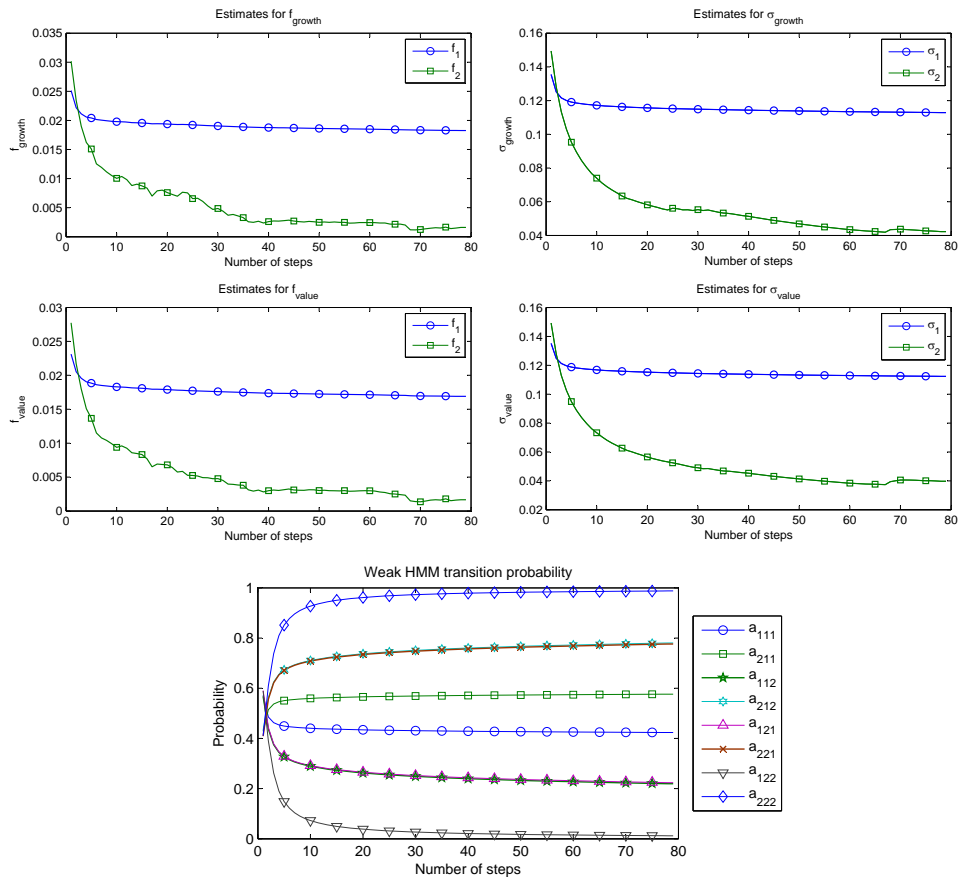 Estimates for f_growth
0.035
0.03
0.025
0.02
0.015
0.01
0.005
0
f_growth
0 10 20 30 40 50 60 70 80
Number of steps
f_1
f_2
Estimates for σ_growth
0.16
0.14
0.12
0.1
0.08
0.06
0.04
σ_growth
0 10 20 30 40 50 60 70 80
Number of steps
σ_1
σ_2
Estimates for f_value
0.03
0.025
0.02
0.015
0.01
0.005
0
f_value
0 10 20 30 40 50 60 70 80
Number of steps
f_1
f_2
Estimates for σ_value
0.16
0.14
0.12
0.1
0.08
0.06
0.04
0.02
σ_value
0 10 20 30 40 50 60 70 80
Number of steps
σ_1
σ_2
Weak HMM transition probability
1
0.8
0.6
0.4
0.2
0
Probability
0 10 20 30 40 50 60 70 80
Number of steps
a_111
a_211
a_112
a_212
a_121
a_221
a_122
a_222